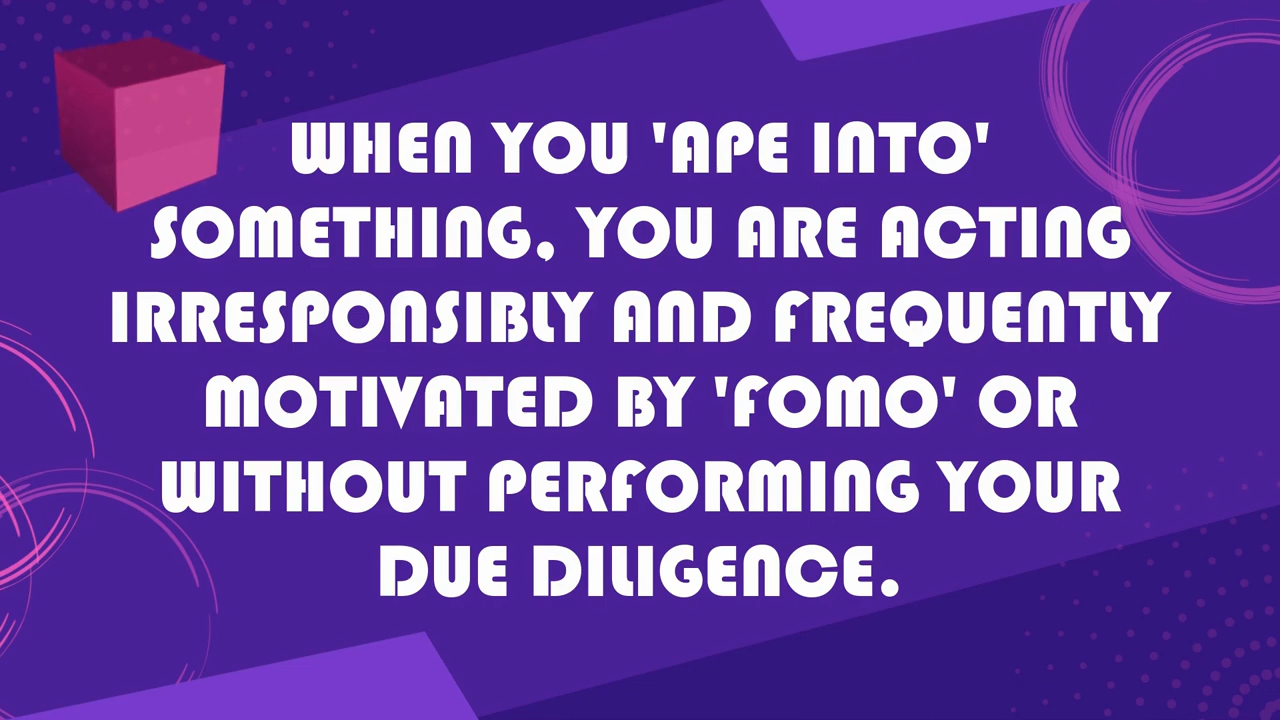 WHEN YOU 'APE INTO'
SOMETHING, YOU ARE ACTING
IRRESPONSIBLY AND FREQUENTLY
MOTIVATED BY 'FOMO' OR
WITHOUT PERFORMING YOUR
DUE DILIGENCE.